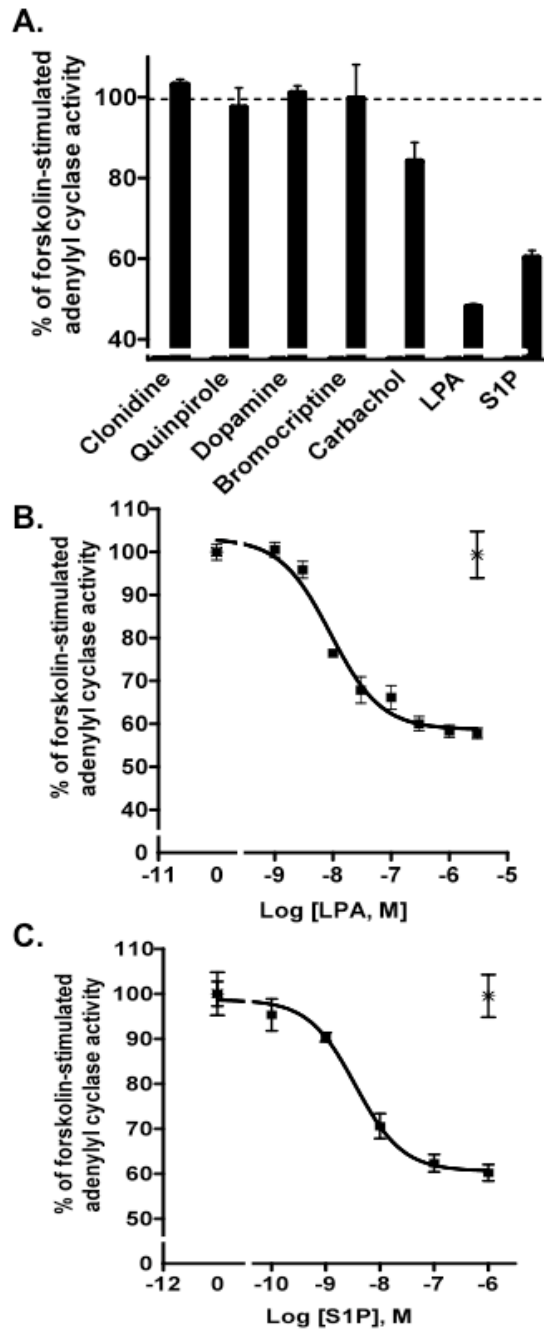 A.
% of forskolin-stimulated
adenylyl cyclase activity
100
80
60
40
Clonidine
Quinpirole
Dopamine
Bromocriptine
Carbachol
LPA
S1P
B.
% of forskolin-stimulated
adenylyl cyclase activity
110
100
90
80
70
60
50
0
-11 0 -9 -8 -7 -6 -5
Log [LPA, M]
C.
% of forskolin-stimulated
adenylyl cyclase activity
110
100
90
80
70
60
50
0
-12 0 -10 -9 -8 -7 -6
Log [S1P], M